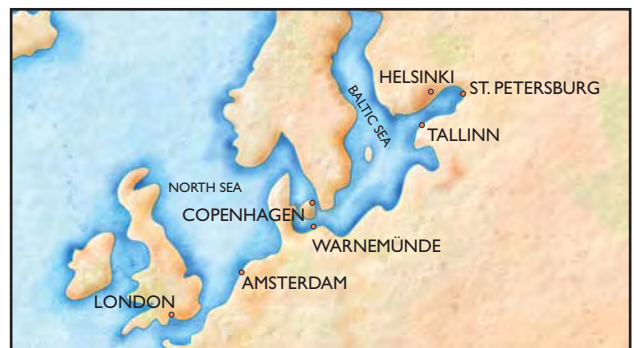 HELSINKI
ST. PETERSBURG
BALTIC SEA
TALLINN
NORTH SEA
COPENHAGEN
WARNEMÜNDE
AMSTERDAM
LONDON